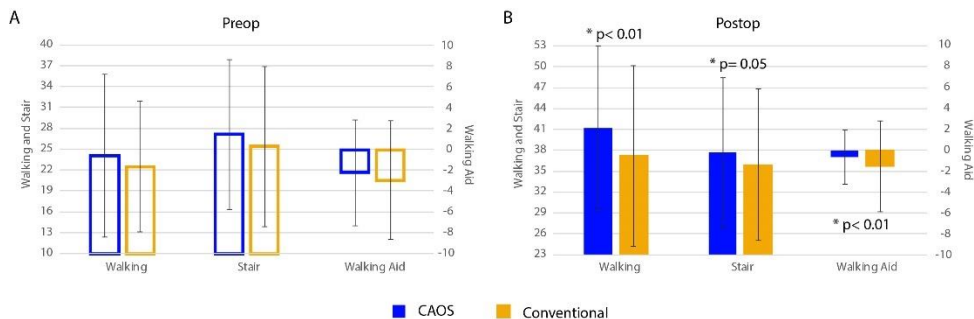 A
Preop
40
37
34
31
28
25
22
19
16
13
10
Walking and Stair
10
8
6
4
2
0
-2
-4
-6
-8
-10
Walking Aid
Walking
Stair
Walking Aid
B
Postop
53
50
47
44
41
38
35
32
29
26
23
Walking and Stair
* p< 0.01
* p= 0.05
* p< 0.01
10
8
6
4
2
0
-2
-4
-6
-8
-10
Walking Aid
Walking
Stair
Walking Aid
CAOS
Conventional